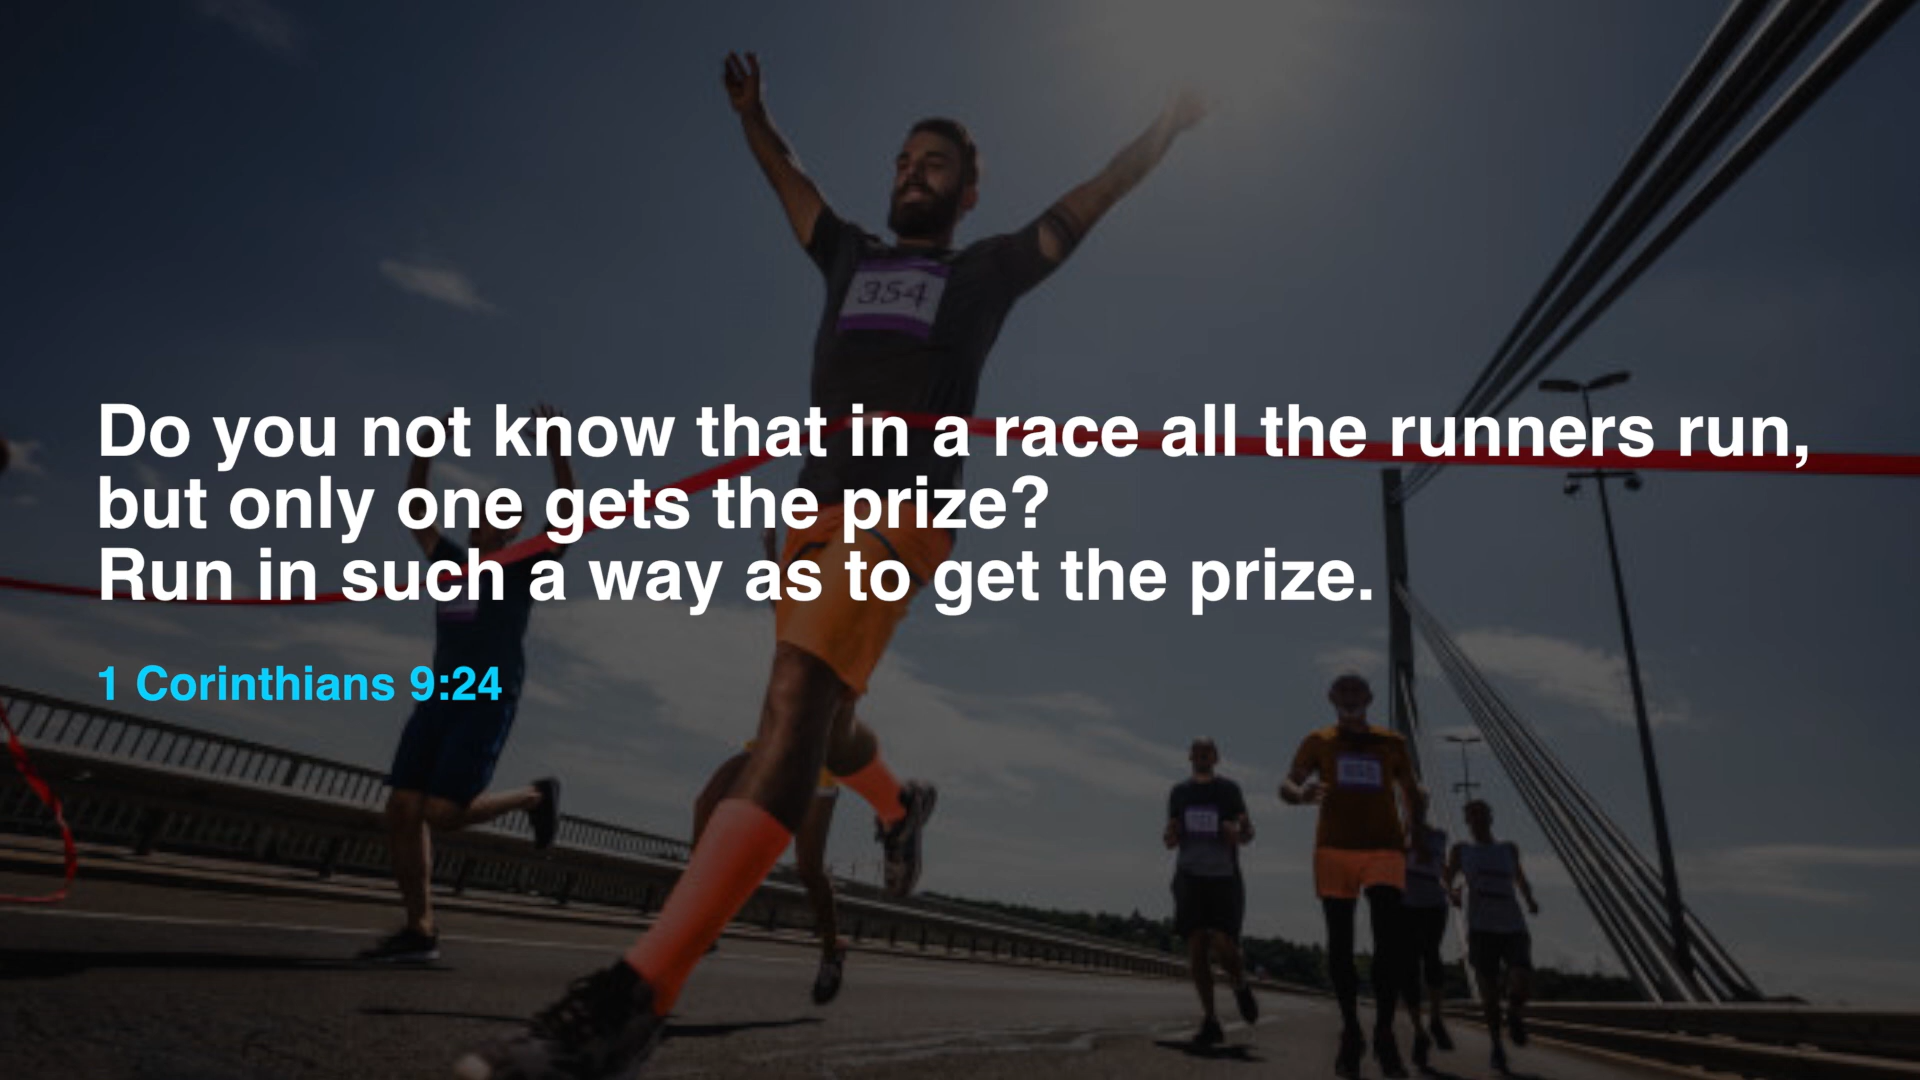 354
Do you not know that in a race all the runners run,
but only one gets the prize?
Run in such a way as to get the prize.
1 Corinthians 9:24